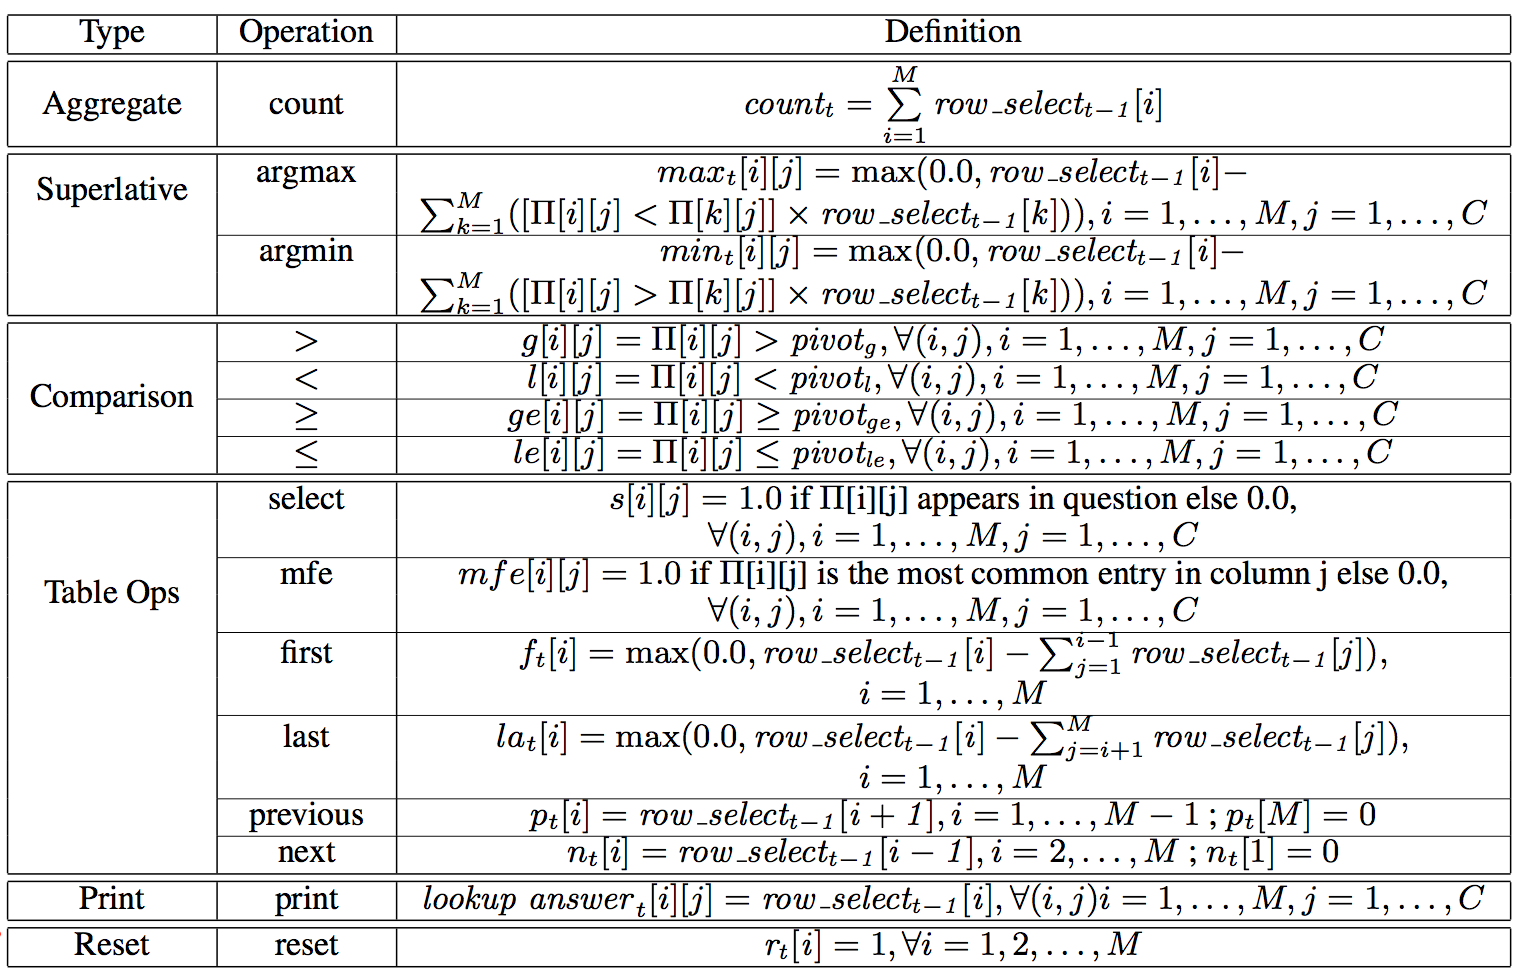 Type Operation Definition
Aggregate count count_t = ∑_{i=1}^{M} row_select_{t−1}[i]
Superlative argmax max_t[i][j] = max(0.0, row_select_{t−1}[i]−
∑_{k=1}^{M}([Π[i][j] < Π[k][j]] × row_select_{t−1}[k])), i = 1, . . . , M, j = 1, . . . , C
argmin min_t[i][j] = max(0.0, row_select_{t−1}[i]−
∑_{k=1}^{M}([Π[i][j] > Π[k][j]] × row_select_{t−1}[k])), i = 1, . . . , M, j = 1, . . . , C
Comparison > g[i][j] = Π[i][j] > pivot_g, ∀(i, j), i = 1, . . . , M, j = 1, . . . , C
< l[i][j] = Π[i][j] < pivot_l, ∀(i, j), i = 1, . . . , M, j = 1, . . . , C
≥ ge[i][j] = Π[i][j] ≥ pivot_{ge}, ∀(i, j), i = 1, . . . , M, j = 1, . . . , C
≤ le[i][j] = Π[i][j] ≤ pivot_{le}, ∀(i, j), i = 1, . . . , M, j = 1, . . . , C
Table Ops select s[i][j] = 1.0 if Π[i][j] appears in question else 0.0,
∀(i, j), i = 1, . . . , M, j = 1, . . . , C
mfe mfe[i][j] = 1.0 if Π[i][j] is the most common entry in column j else 0.0,
∀(i, j), i = 1, . . . , M, j = 1, . . . , C
first f_t[i] = max(0.0, row_select_{t−1}[i] − ∑_{j=1}^{i−1} row_select_{t−1}[j]),
i = 1, . . . , M
last la_t[i] = max(0.0, row_select_{t−1}[i] − ∑_{j=i+1}^{M} row_select_{t−1}[j]),
i = 1, . . . , M
previous p_t[i] = row_select_{t−1}[i + 1], i = 1, . . . , M − 1 ; p_t[M] = 0
next n_t[i] = row_select_{t−1}[i − 1], i = 2, . . . , M ; n_t[1] = 0
Print print lookup answer_t[i][j] = row_select_{t−1}[i], ∀(i, j)i = 1, . . . , M, j = 1, . . . , C
Reset reset r_t[i] = 1, ∀i = 1, 2, . . . , M